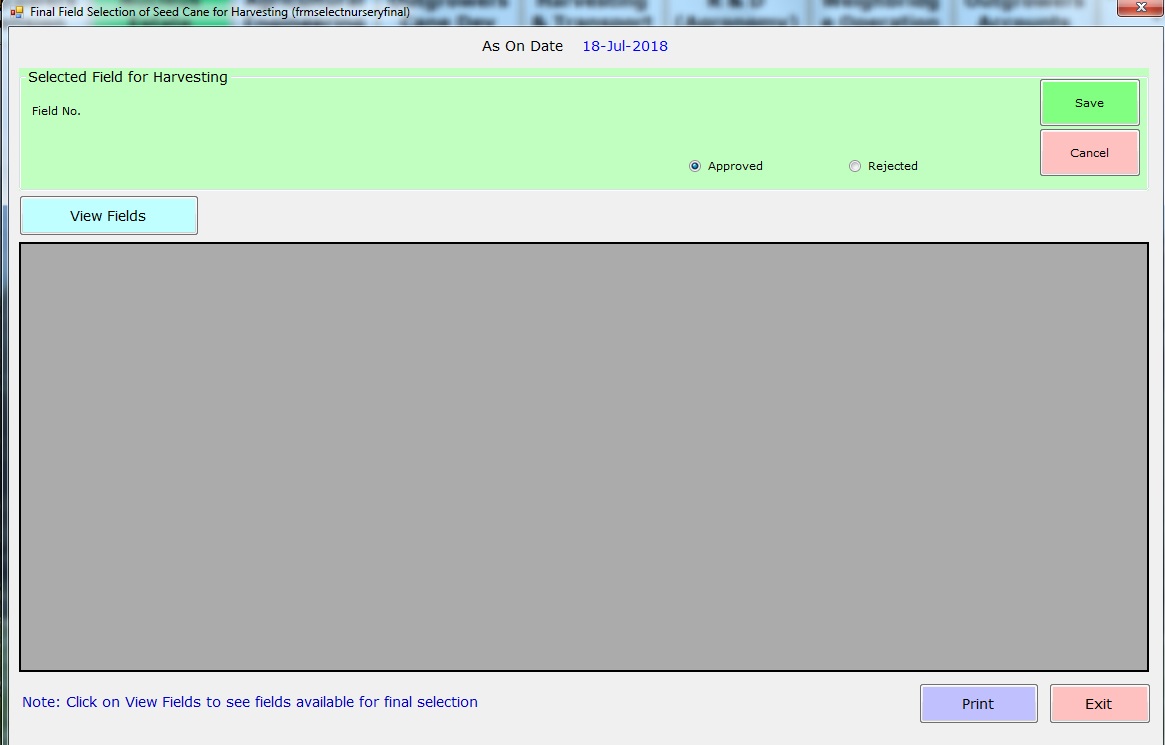 Final Field Selection of Seed Cane for Harvesting (frmselectnurseryfinal)
As On Date 18-Jul-2018
Selected Field for Harvesting
Field No.
Save
Cancel
Approved Rejected
View Fields
Note: Click on View Fields to see fields available for final selection
Print Exit